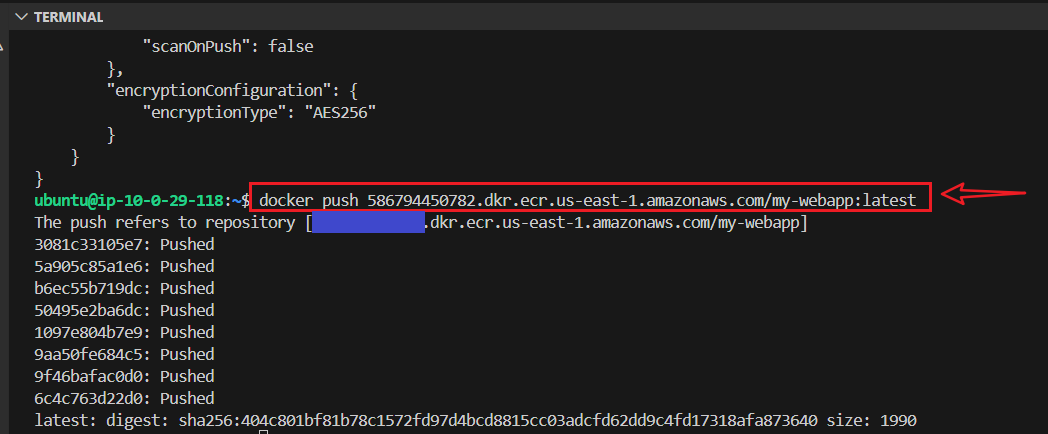 TERMINAL
"scanOnPush": false
},
"encryptionConfiguration": {
"encryptionType": "AES256"
}
}
}
ubuntu@ip-10-0-29-118:~$ docker push 586794450782.dkr.ecr.us-east-1.amazonaws.com/my-webapp:latest
The push refers to repository [ .dkr.ecr.us-east-1.amazonaws.com/my-webapp]
3081c33105e7: Pushed
5a905c85a1e6: Pushed
b6ec55b719dc: Pushed
50495e2ba6dc: Pushed
1097e804b7e9: Pushed
9aa50fe684c5: Pushed
9f46bafac0d0: Pushed
6c4c763d22d0: Pushed
latest: digest: sha256:404c801bf81b78c1572fd97d4bcd8815cc03adcfd62dd9c4fd17318afa873640 size: 1990